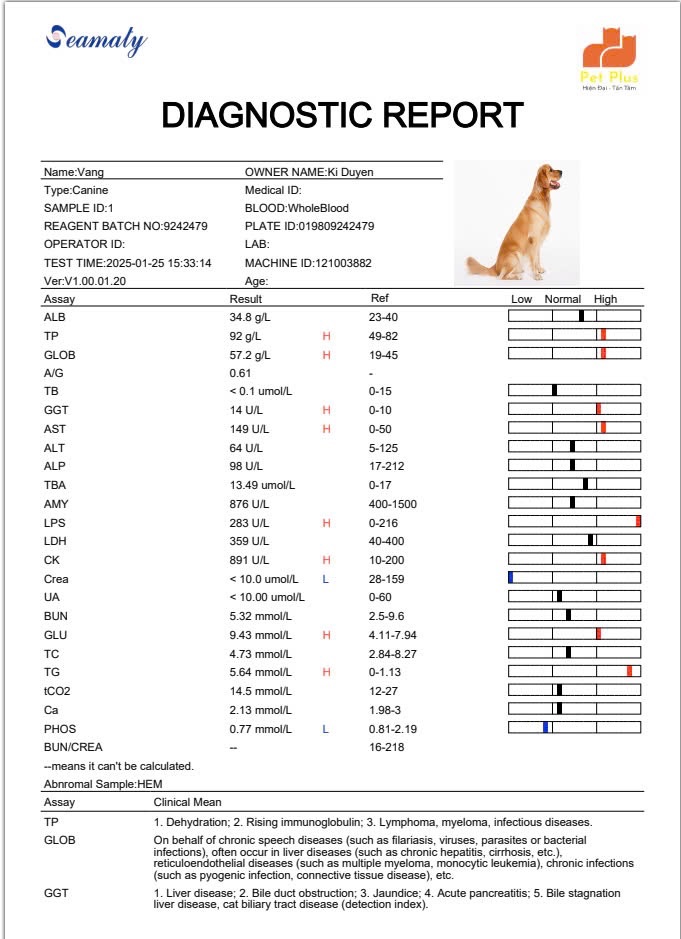 Seamaty
Pet Plus
Hiện Đại - Tận Tâm
DIAGNOSTIC REPORT
Name:Vang OWNER NAME:Ki Duyen
Type:Canine Medical ID:
SAMPLE ID:1 BLOOD:WholeBlood
REAGENT BATCH NO:9242479 PLATE ID:019809242479
OPERATOR ID: LAB:
TEST TIME:2025-01-25 15:33:14 MACHINE ID:121003882
Ver:V1.00.01.20 Age:
Assay Result Ref Low Normal High
ALB 34.8 g/L 23-40
TP 92 g/L H 49-82
GLOB 57.2 g/L H 19-45
A/G 0.61 -
TB < 0.1 umol/L 0-15
GGT 14 U/L H 0-10
AST 149 U/L H 0-50
ALT 64 U/L 5-125
ALP 98 U/L 17-212
TBA 13.49 umol/L 0-17
AMY 876 U/L 400-1500
LPS 283 U/L H 0-216
LDH 359 U/L 40-400
CK 891 U/L H 10-200
Crea < 10.0 umol/L L 28-159
UA < 10.00 umol/L 0-60
BUN 5.32 mmol/L 2.5-9.6
GLU 9.43 mmol/L H 4.11-7.94
TC 4.73 mmol/L 2.84-8.27
TG 5.64 mmol/L H 0-1.13
tCO2 14.5 mmol/L 12-27
Ca 2.13 mmol/L 1.98-3
PHOS 0.77 mmol/L L 0.81-2.19
BUN/CREA -- 16-218
--means it can't be calculated.
Abnromal Sample:HEM
Assay Clinical Mean
TP 1. Dehydration; 2. Rising immunoglobulin; 3. Lymphoma, myeloma, infectious diseases.
GLOB On behalf of chronic speech diseases (such as filariasis, viruses, parasites or bacterial
infections), often occur in liver diseases (such as chronic hepatitis, cirrhosis, etc.),
reticuloendothelial diseases (such as multiple myeloma, monocytic leukemia), chronic infections
(such as pyogenic infection, connective tissue disease), etc.
GGT 1. Liver disease; 2. Bile duct obstruction; 3. Jaundice; 4. Acute pancreatitis; 5. Bile stagnation
liver disease, cat biliary tract disease (detection index).